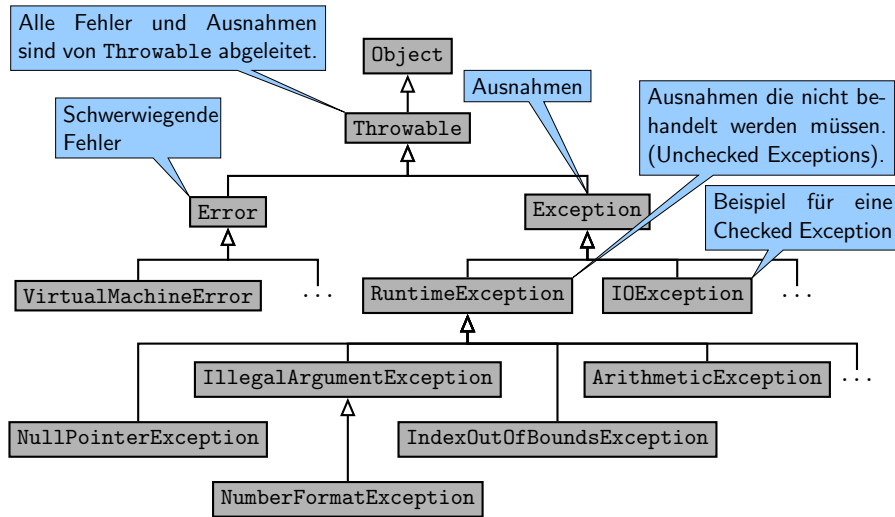 Alle Fehler und Ausnahmen
sind von Throwable abgeleitet.
Object
Ausnahmen
Ausnahmen die nicht be-
handelt werden müssen.
(Unchecked Exceptions).
Schwerwiegende
Fehler
Throwable
Error
Exception
Beispiel für eine
Checked Exception
VirtualMachineError
...
RuntimeException
IOException
...
IllegalArgumentException
ArithmeticException
...
NullPointerException
IndexOutOfBoundsException
NumberFormatException